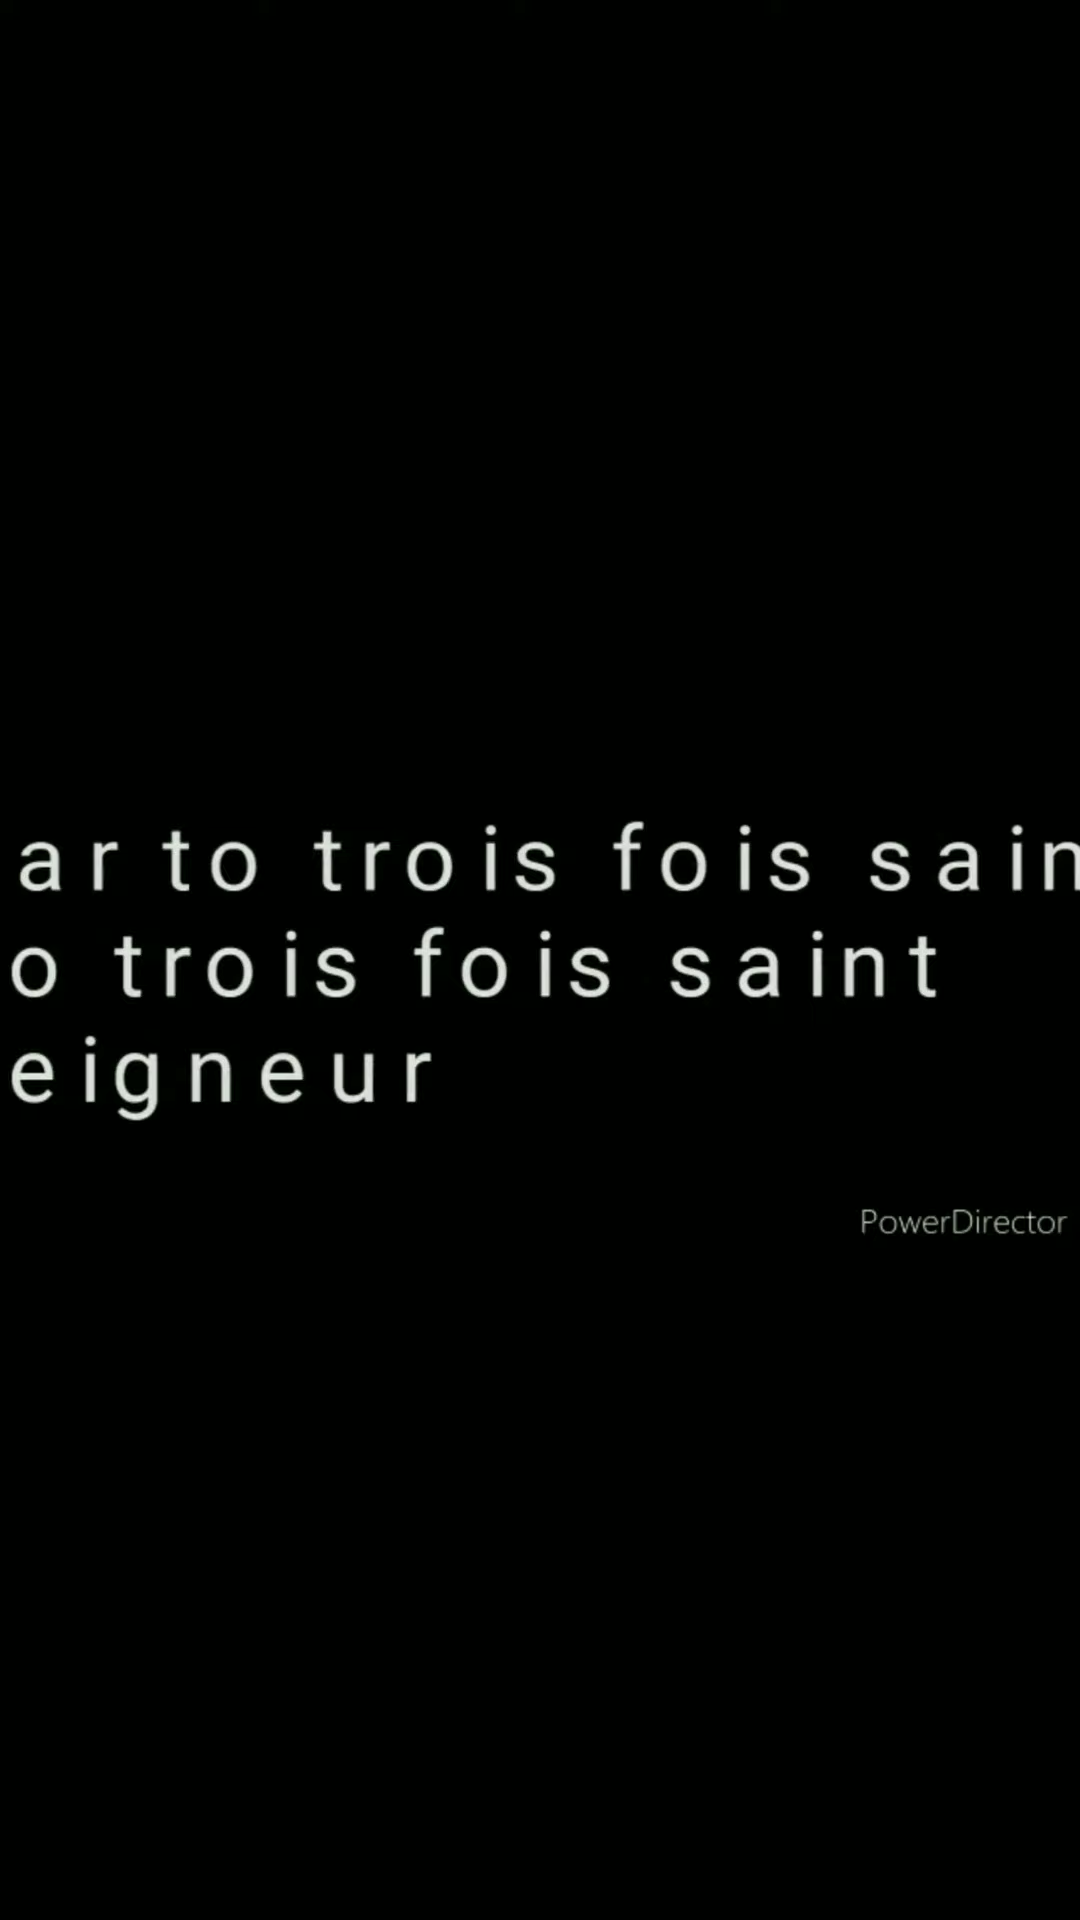 ar to trois fois sain
o trois fois saint
eigneur
PowerDirector